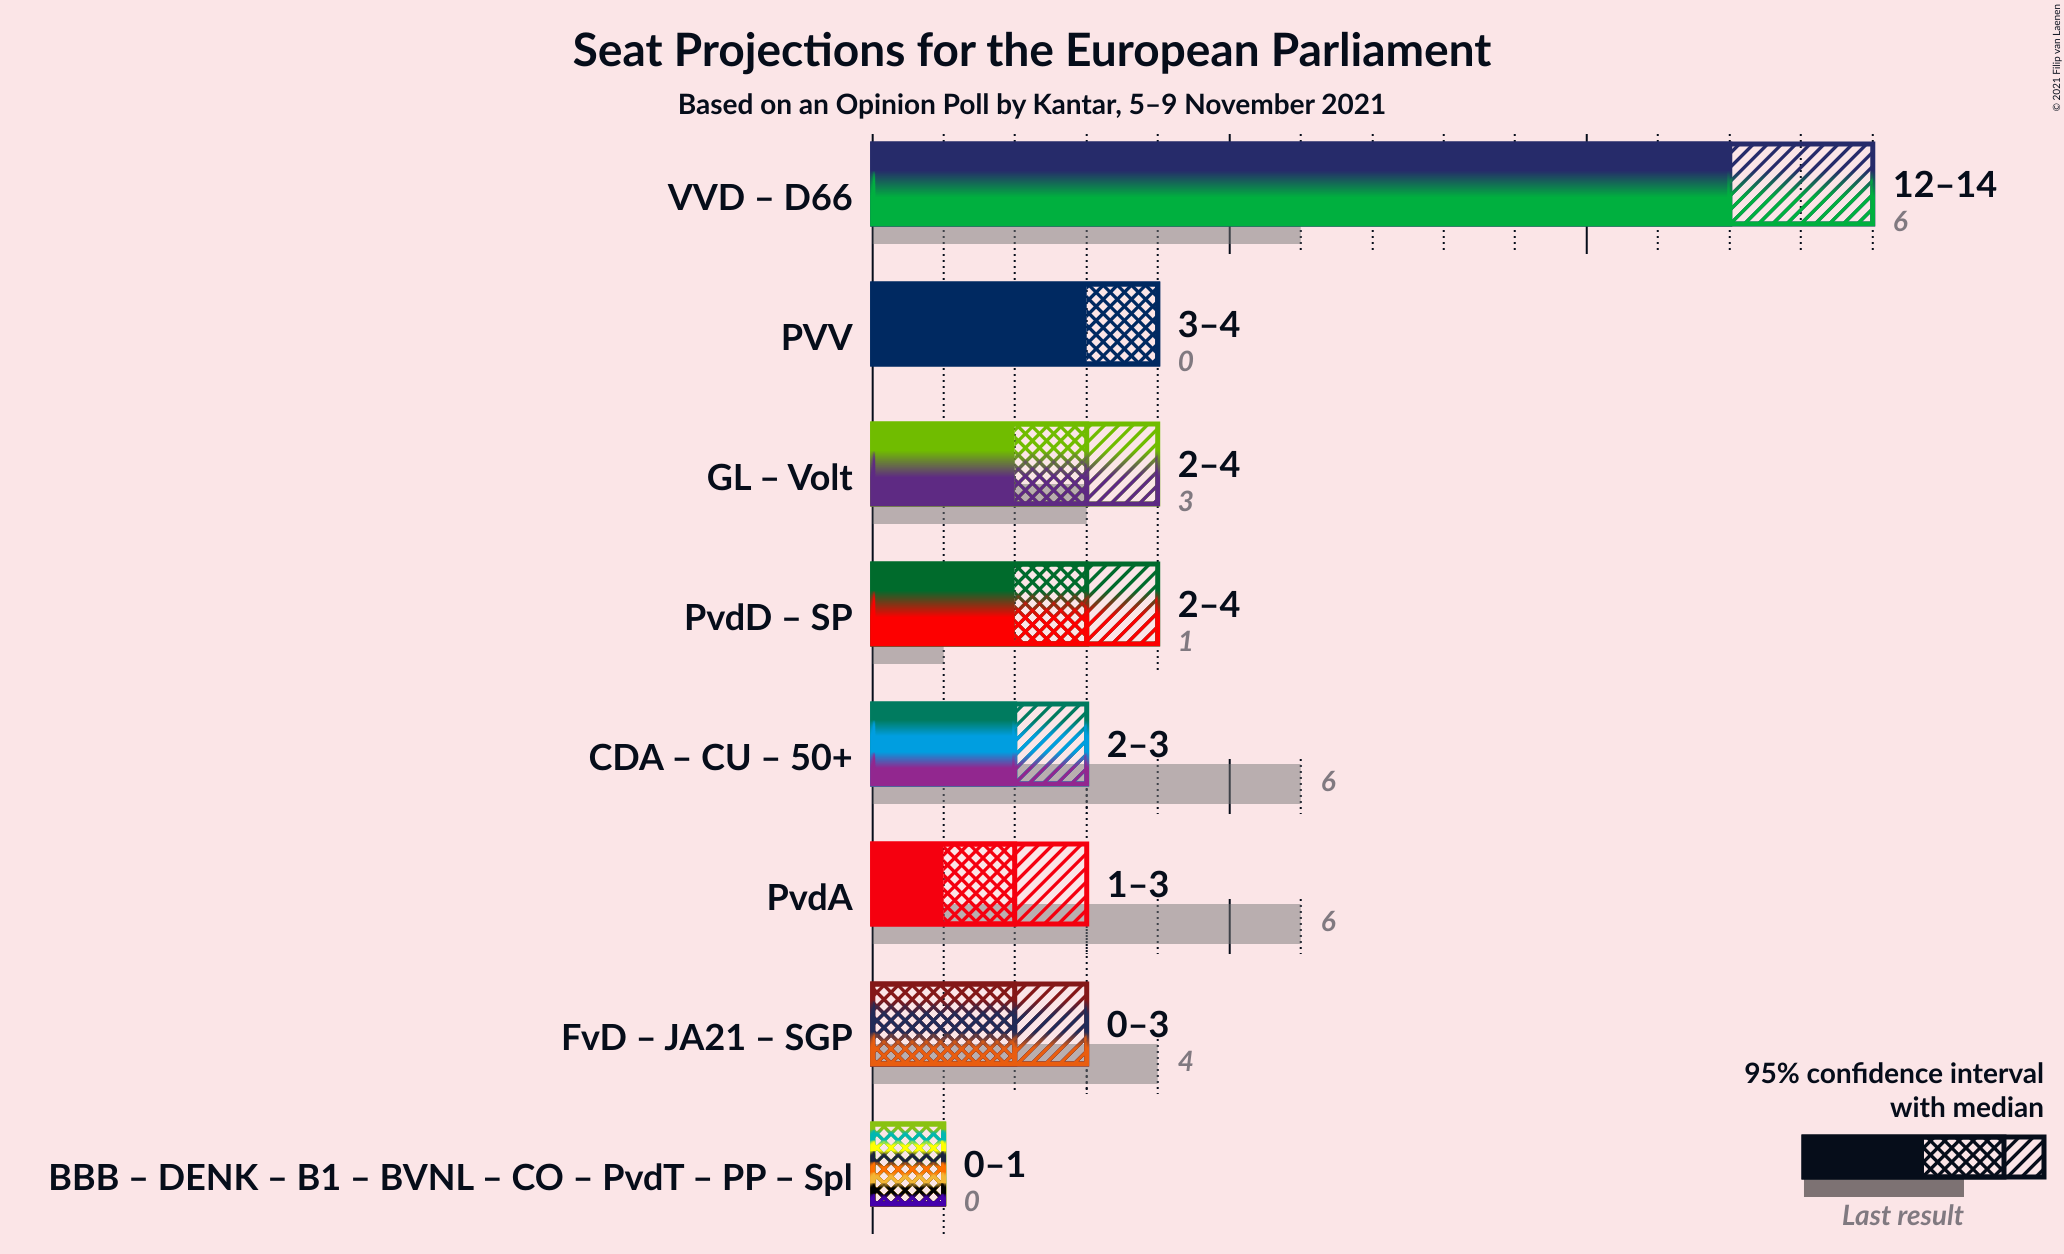 Seat Projections for the European Parliament
Based on an Opinion Poll by Kantar, 5–9 November 2021
© 2021 Filip van Laenen
VVD – D66
12–14
6
PVV
3–4
0
GL – Volt
2–4
3
PvdD – SP
2–4
1
CDA – CU – 50+
2–3
6
PvdA
1–3
6
FvD – JA21 – SGP
0–3
4
BBB – DENK – B1 – BVNL – CO – PvdT – PP – Spl
0–1
0
95% confidence interval
with median
Last result